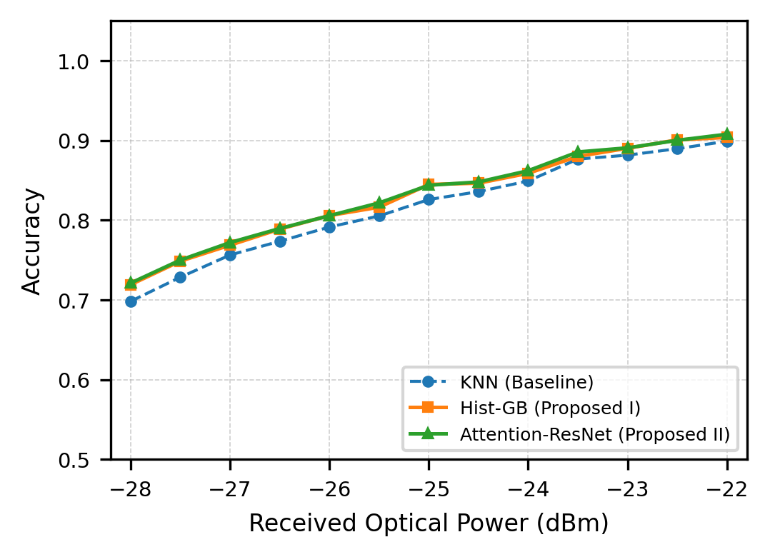 1.0
0.9
0.8
0.7
0.6
0.5
Accuracy
−28
−27
−26
−25
−24
−23
−22
Received Optical Power (dBm)
KNN (Baseline)
Hist-GB (Proposed I)
Attention-ResNet (Proposed II)